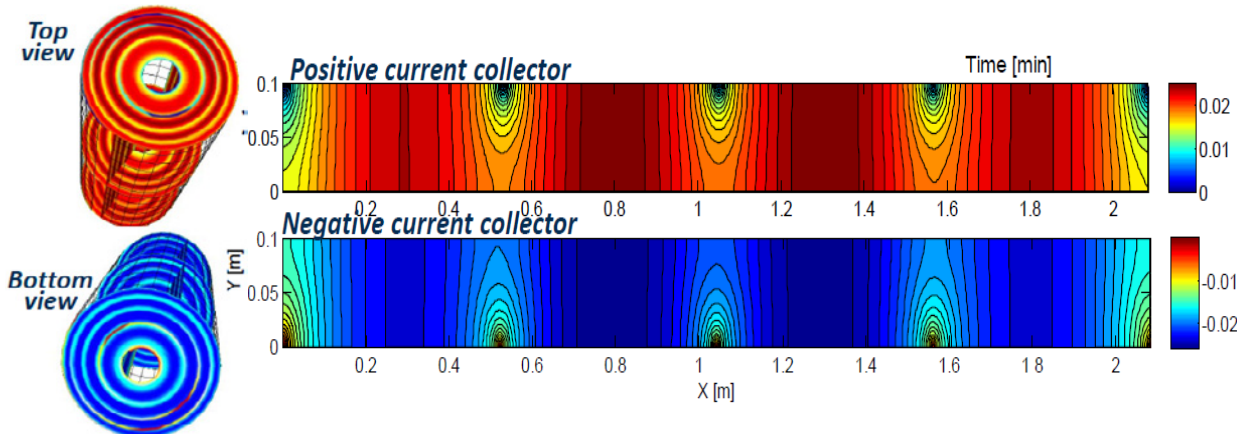 Top
view
Positive current collector
Time [min]
0.1
0.05
0
0.2 0.4 0.6 0.8 1 1.2 1.4 1.6 1.8 2
0.02
0.01
0
Negative current collector
Bottom
view
Y [m]
0.1
0.05
0
0.2 0.4 0.6 0.8 1 1.2 1.4 1.6 1.8 2
X [m]
-0.01
-0.02